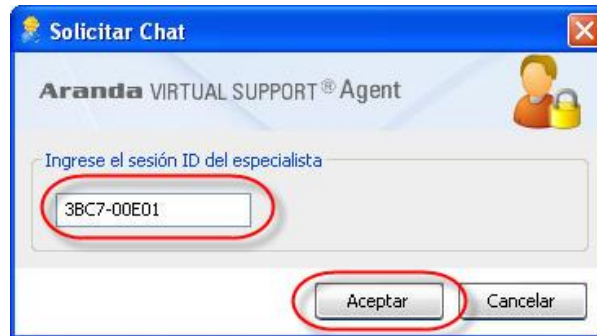 Solicitar Chat
Aranda VIRTUAL SUPPORT ® Agent
Ingrese el sesión ID del especialista
3BC7-00E01
Aceptar
Cancelar